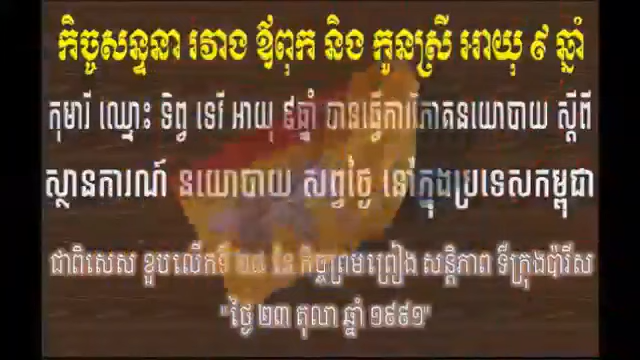 កិច្ចសន្ទនា រវាង ឪពុក និង កូនស្រី អាយុ ៩ ឆ្នាំ
កុមារី ឈ្មោះ ទិព្វ ទេវី អាយុ ៩ឆ្នាំ បានធ្វើការវិភាគនយោបាយ ស្ដីពី
ស្ថានការណ៍ នយោបាយ សព្វថ្ងៃ នៅក្នុងប្រទេសកម្ពុជា
ជាពិសេស ខួបលើកទី នៃ កិច្ចព្រមព្រៀង សន្តិភាព ទីក្រុងប៉ារីស
"ថ្ងៃ ២៣ តុលា ឆ្នាំ ១៩៩១"